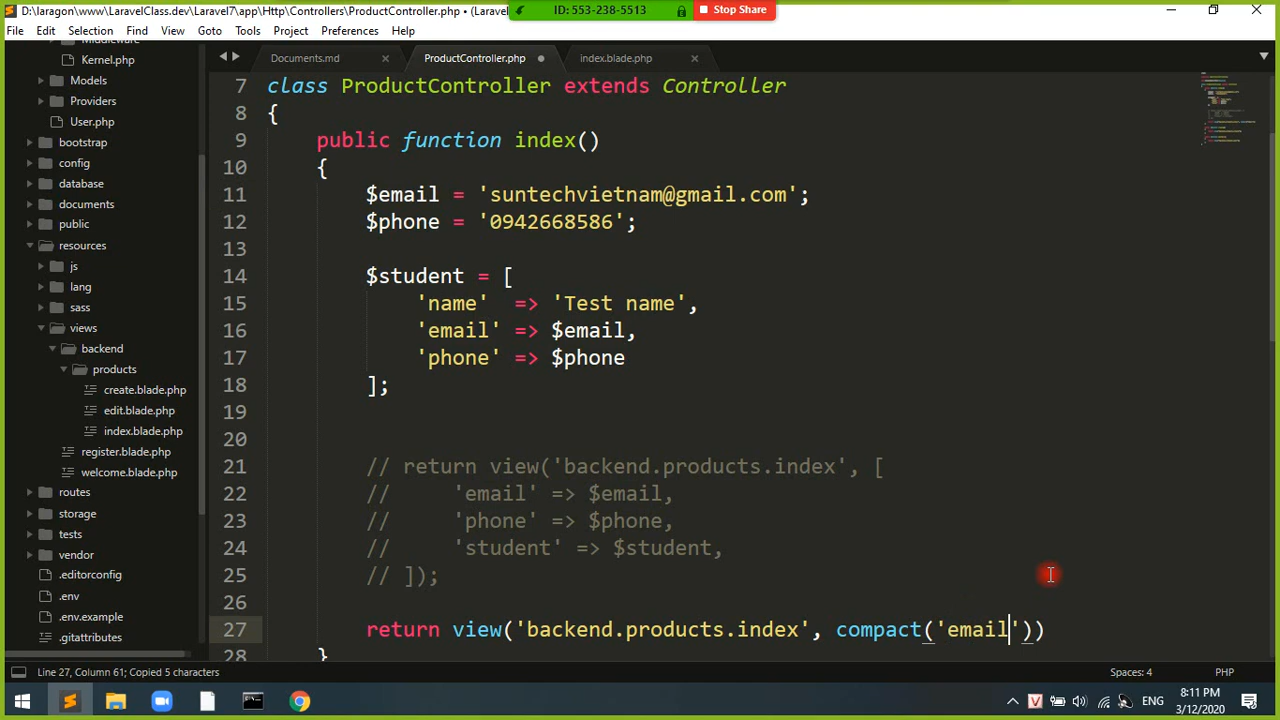 D:\laragon\www\LaravelClass.dev\Laravel7\app\Http\Controllers\ProductController.php • (Larave
ID: 553-238-5513
Stop Share
File Edit Selection Find View Goto Tools Project Preferences Help
Middleware
Kernel.php
Models
Providers
User.php
bootstrap
config
database
documents
public
resources
js
lang
sass
views
backend
products
create.blade.php
edit.blade.php
index.blade.php
register.blade.php
welcome.blade.php
routes
storage
tests
vendor
.editorconfig
.env
.env.example
.gitattributes
Documents.md ProductController.php index.blade.php
7 class ProductController extends Controller
8 {
9 public function index()
10 {
11 $email = 'suntechvietnam@gmail.com';
12 $phone = '0942668586';
13
14 $student = [
15 'name' => 'Test name',
16 'email' => $email,
17 'phone' => $phone
18 ];
19
20
21 // return view('backend.products.index', [
22 // 'email' => $email,
23 // 'phone' => $phone,
24 // 'student' => $student,
25 // ]);
26
27 return view('backend.products.index', compact('email'))
28 }
Line 27, Column 61; Copied 5 characters
Spaces: 4
PHP
ENG
8:11 PM
3/12/2020